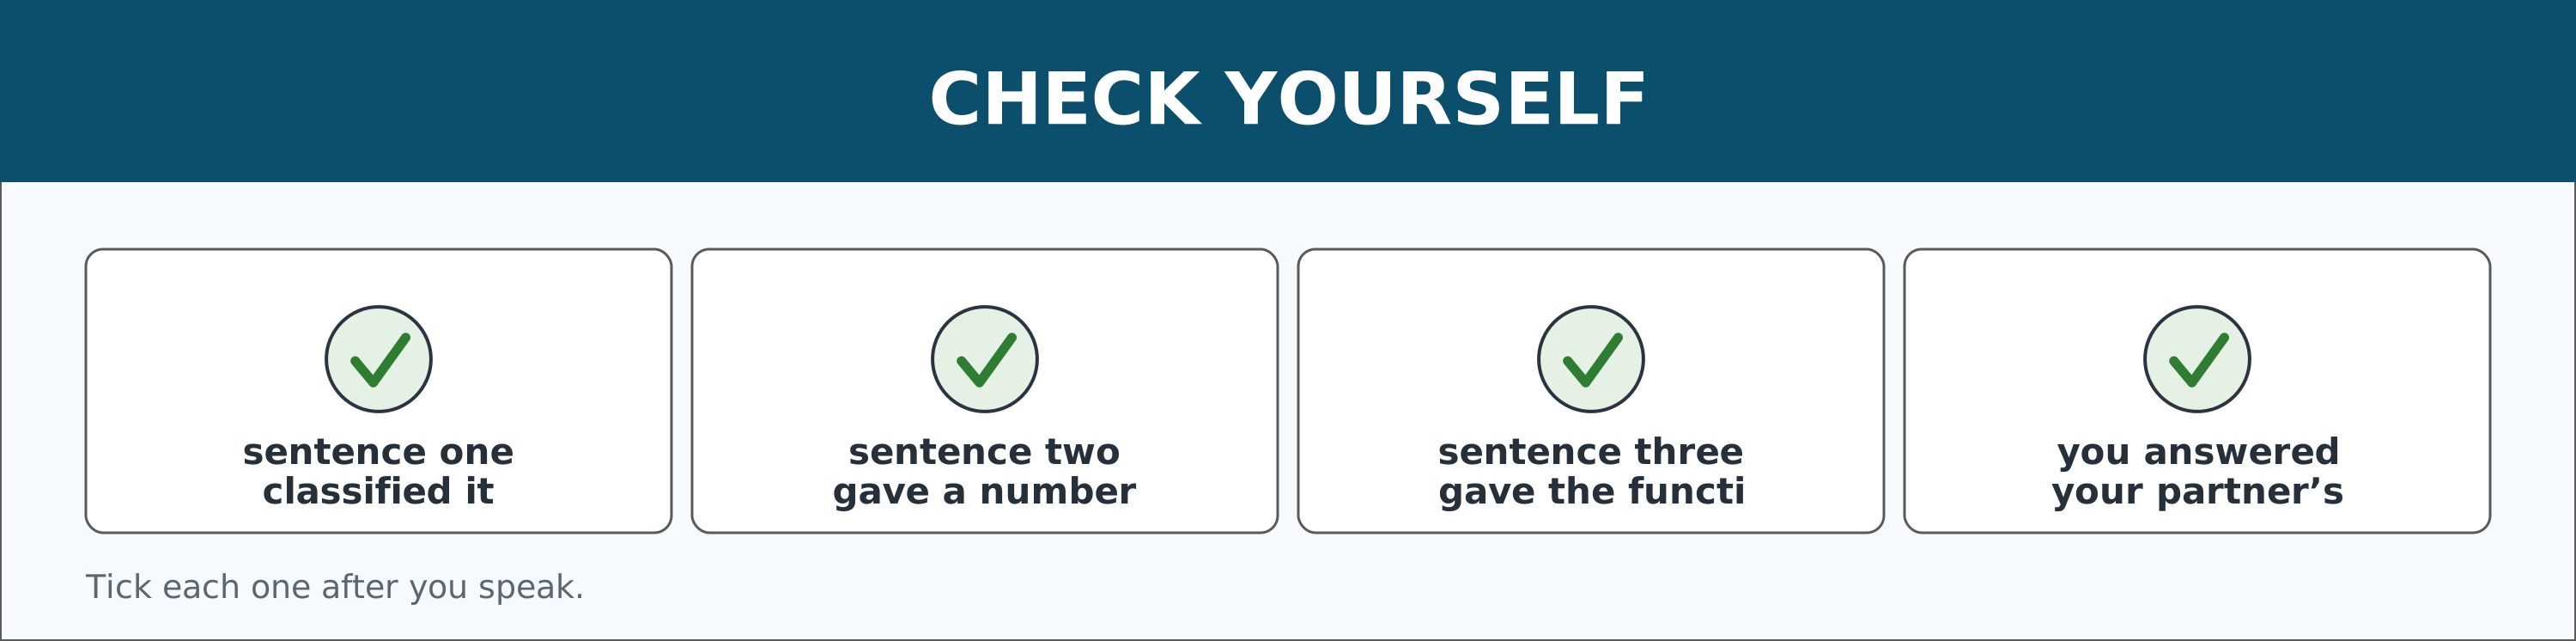 CHECK YOURSELF
sentence one
classified it
sentence two
gave a number
sentence three
gave the functi
you answered
your partner’s
Tick each one after you speak.